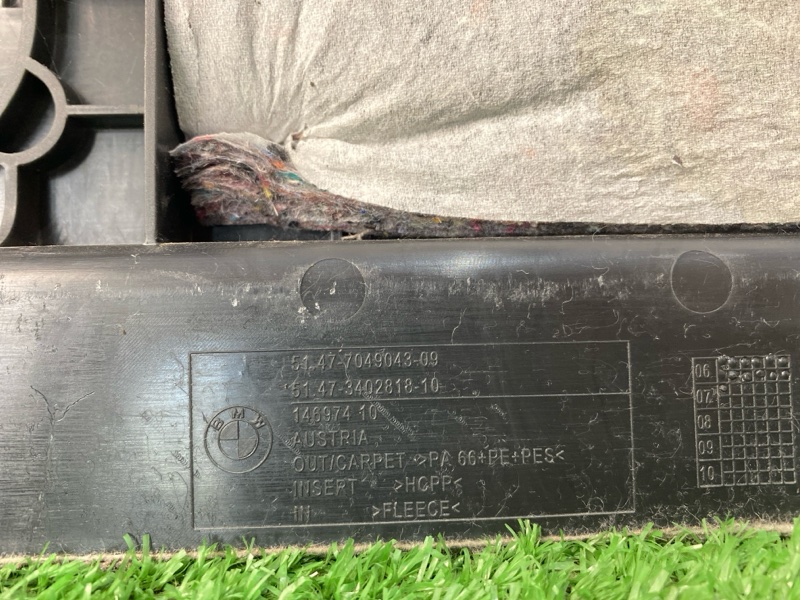 51.47-7049043-09
51.47-3402818-10
146974 10
BMW
AUSTRIA
OUT/CARPET >PA 66+PE+PES<
INSERT >HCPP<
IN >FLEECE<
06
07
08
09
10